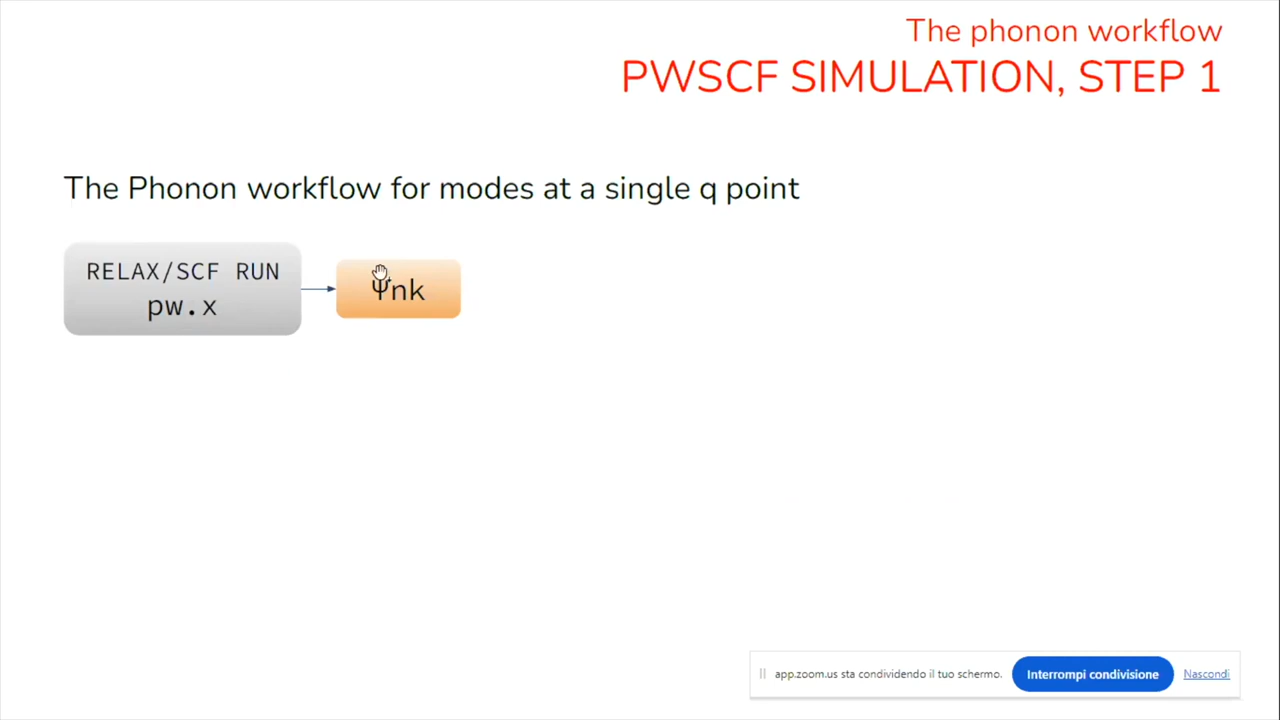 The phonon workflow
PWSCF SIMULATION, STEP 1
The Phonon workflow for modes at a single q point
RELAX/SCF RUN
pw.x
Ψnk
app.zoom.us sta condividendo il tuo schermo.
Interrompi condivisione
Nascondi